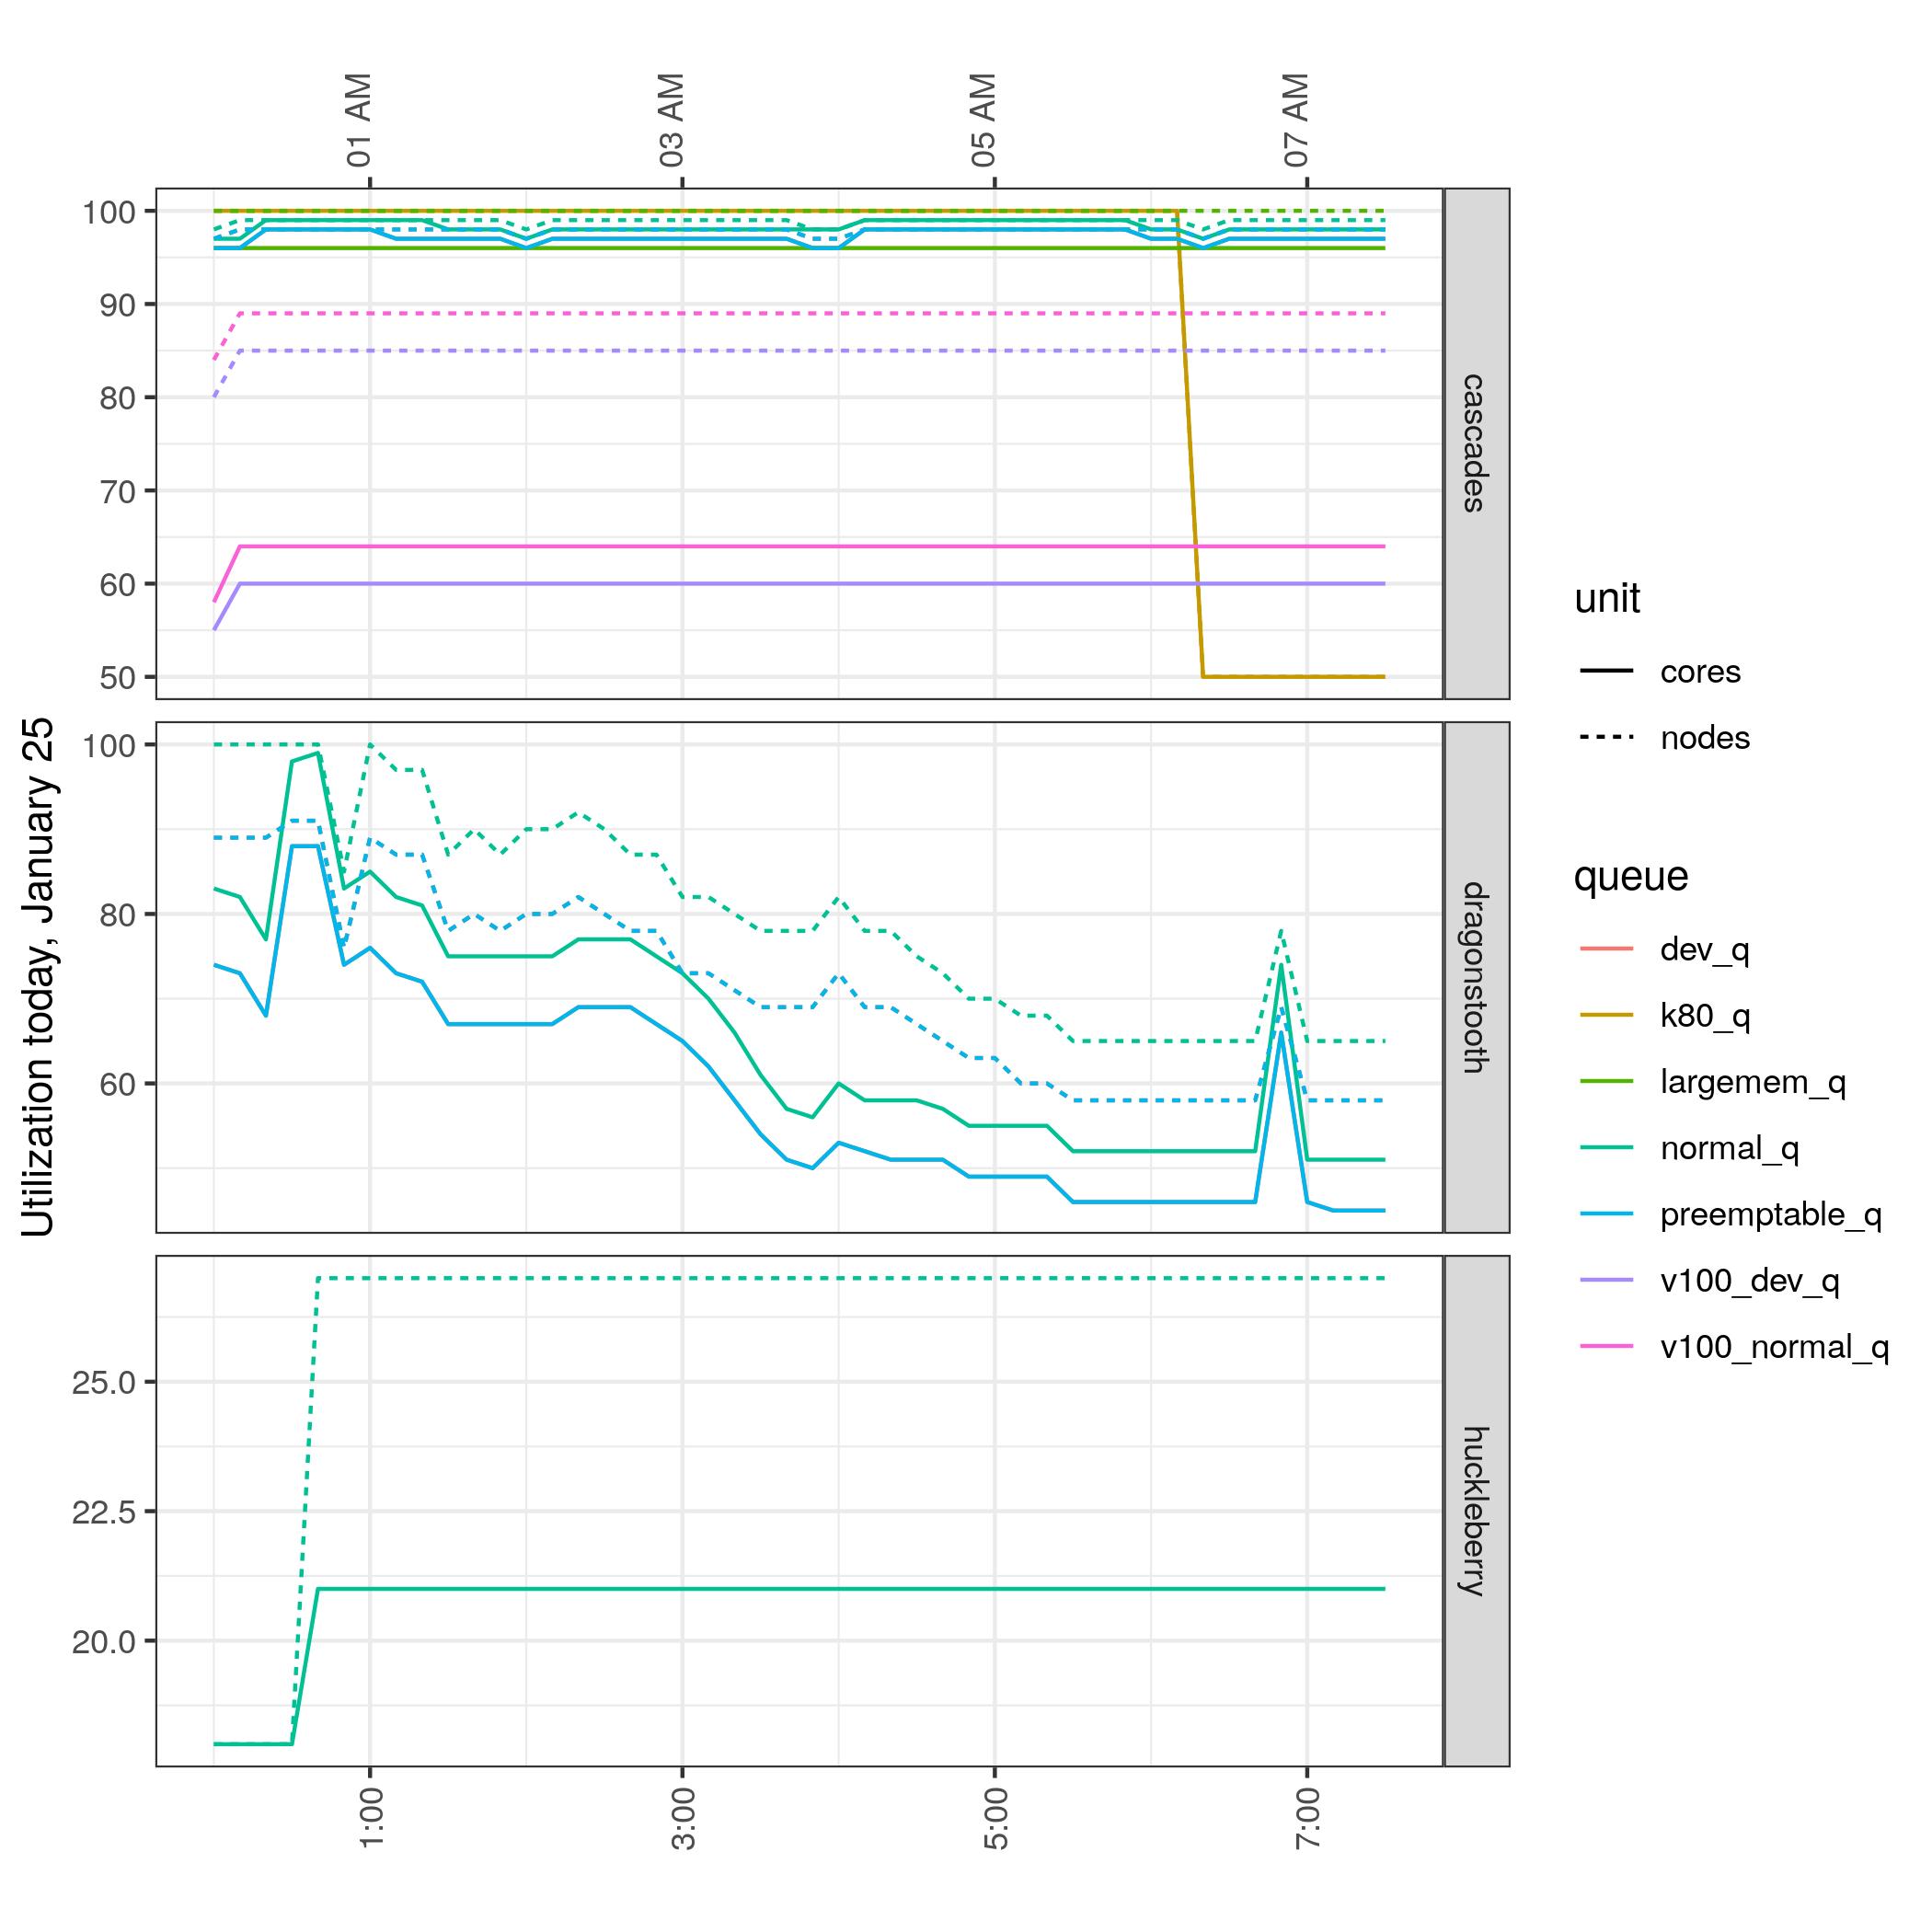 01 AM
03 AM
05 AM
07 AM
100
90
80
70
60
50
cascades
100
80
60
dragonstooth
25.0
22.5
20.0
huckleberry
1:00
3:00
5:00
7:00
Utilization today, January 25
unit
cores
nodes
queue
dev_q
k80_q
largemem_q
normal_q
preemptable_q
v100_dev_q
v100_normal_q